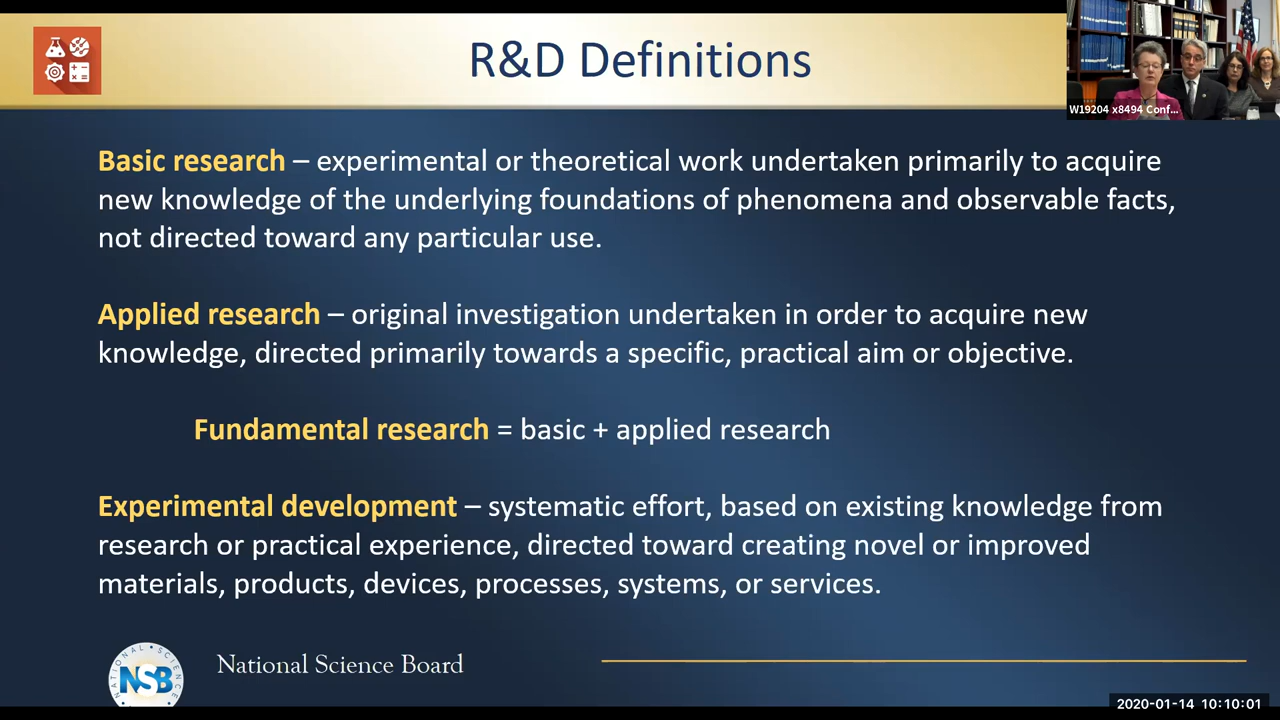 R&D Definitions
W19204 x8494 Conf...
Basic research – experimental or theoretical work undertaken primarily to acquire
new knowledge of the underlying foundations of phenomena and observable facts,
not directed toward any particular use.
Applied research – original investigation undertaken in order to acquire new
knowledge, directed primarily towards a specific, practical aim or objective.
Fundamental research = basic + applied research
Experimental development – systematic effort, based on existing knowledge from
research or practical experience, directed toward creating novel or improved
materials, products, devices, processes, systems, or services.
NATIONAL SCIENCE
NSB
National Science Board
2020-01-14 10:10:01